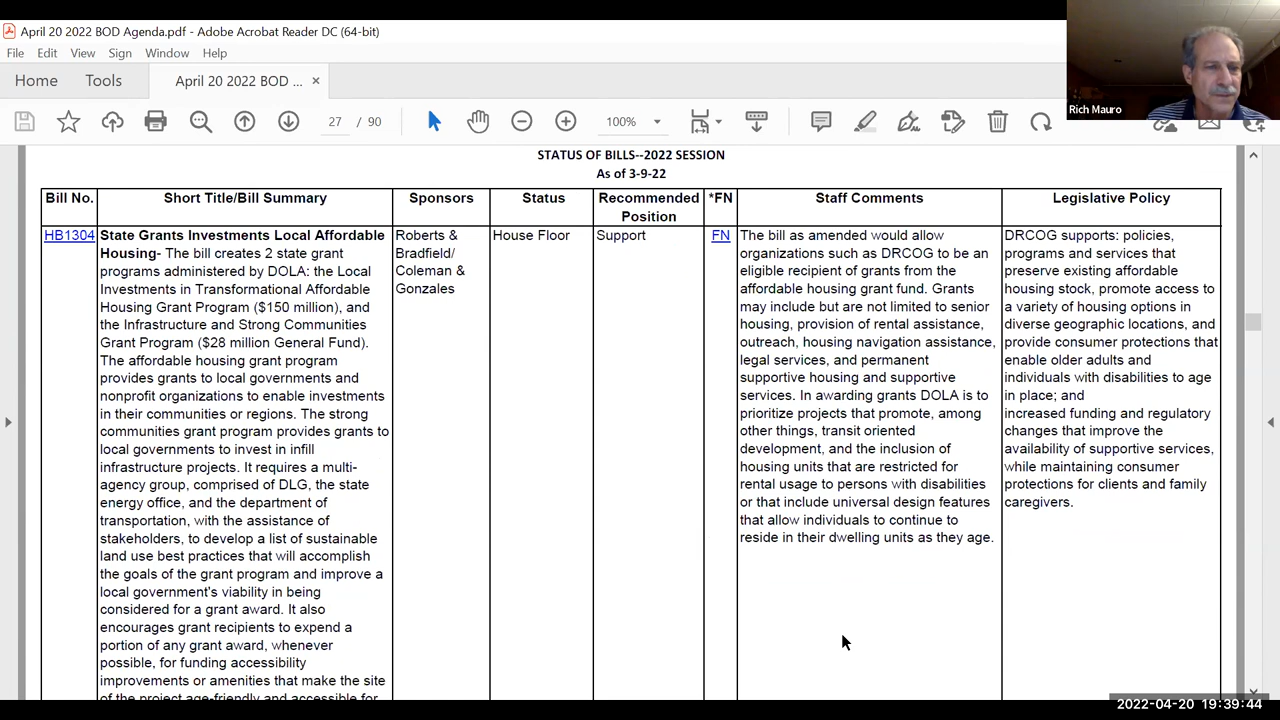 April 20 2022 BOD Agenda.pdf - Adobe Acrobat Reader DC (64-bit)
File Edit View Sign Window Help
Home Tools April 20 2022 BOD ... ×
27 / 100%
Rich Mauro
STATUS OF BILLS--2022 SESSION
As of 3-9-22
Bill No. Short Title/Bill Summary Sponsors Status Recommended Position *FN Staff Comments Legislative Policy
HB1304
State Grants Investments Local Affordable
Housing- The bill creates 2 state grant
programs administered by DOLA: the Local
Investments in Transformational Affordable
Housing Grant Program ($150 million), and
the Infrastructure and Strong Communities
Grant Program ($28 million General Fund).
The affordable housing grant program
provides grants to local governments and
nonprofit organizations to enable investments
in their communities or regions. The strong
communities grant program provides grants to
local governments to invest in infill
infrastructure projects. It requires a multi-
agency group, comprised of DLG, the state
energy office, and the department of
transportation, with the assistance of
stakeholders, to develop a list of sustainable
land use best practices that will accomplish
the goals of the grant program and improve a
local government's viability in being
considered for a grant award. It also
encourages grant recipients to expend a
portion of any grant award, whenever
possible, for funding accessibility
improvements or amenities that make the site
of the project age-friendly and accessible for
Roberts &
Bradfield/
Coleman &
Gonzales
House Floor
Support
FN
The bill as amended would allow
organizations such as DRCOG to be an
eligible recipient of grants from the
affordable housing grant fund. Grants
may include but are not limited to senior
housing, provision of rental assistance,
outreach, housing navigation assistance,
legal services, and permanent
supportive housing and supportive
services. In awarding grants DOLA is to
prioritize projects that promote, among
other things, transit oriented
development, and the inclusion of
housing units that are restricted for
rental usage to persons with disabilities
or that include universal design features
that allow individuals to continue to
reside in their dwelling units as they age.
DRCOG supports: policies,
programs and services that
preserve existing affordable
housing stock, promote access to
a variety of housing options in
diverse geographic locations, and
provide consumer protections that
enable older adults and
individuals with disabilities to age
in place; and
increased funding and regulatory
changes that improve the
availability of supportive services,
while maintaining consumer
protections for clients and family
caregivers.
2022-04-20 19:39:44